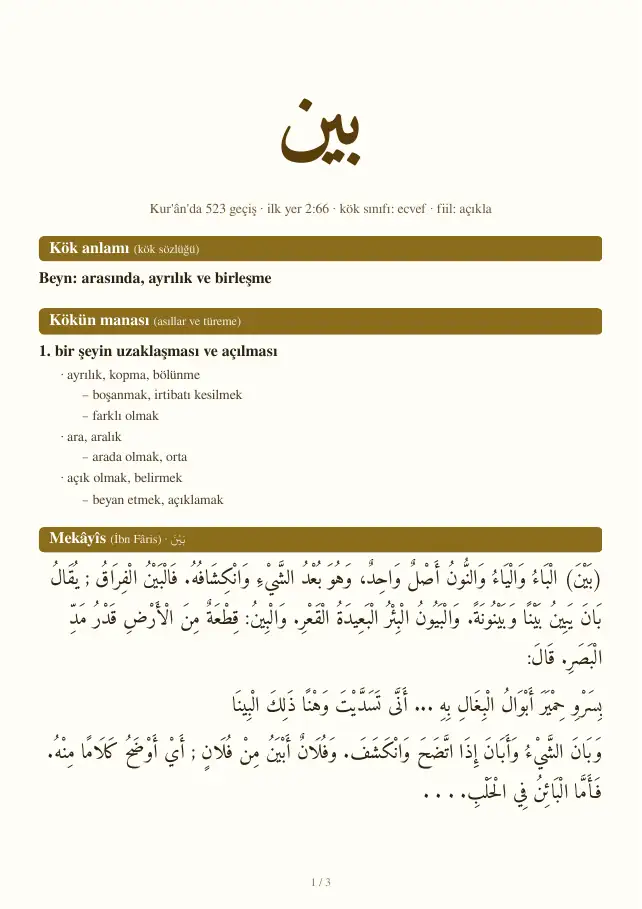 بين
Kur'ân'da 523 geçiş · ilk yer 2:66 · kök sınıfı: ecvef · fiil: açıkla
Kök anlamı (kök sözlüğü)
Beyn: arasında, ayrılık ve birleşme
Kökün manası (asıllar ve türeme)
1. bir şeyin uzaklaşması ve açılması
· ayrılık, kopma, bölünme
– boşanmak, irtibatı kesilmek
– farklı olmak
· ara, aralık
– arada olmak, orta
· açık olmak, belirmek
– beyan etmek, açıklamak
Mekâyîs (İbn Fâris) · بَيْنَ
(بَيْنَ) الْبَاءُ وَالْيَاءُ وَالنُّونُ أَصْلٌ وَاحِدٌ، وَهُوَ بُعْدُ الشَّيْءِ وَانْكِشَافُهُ. فَالْبَيْنُ الْفِرَاقُ ; يُقَالُ
بَانَ يَبِينُ بَيْنًا وَبَيْنُونَةً. وَالْبَيُونُ الْبِئْرُ الْبَعِيدَةُ الْقَعْرِ. وَالْبِينُ: قِطْعَةٌ مِنَ الْأَرْضِ قَدْرُ مَدِّ
الْبَصَرِ. قَالَ:
بِسَرْوِ حِمْيَرَ أَبْوَالُ الْبِغَالِ بِهِ ... أَنَّى تَسَدَّيْتَ وَهْنًا ذَلِكَ الْبِينَا
وَبَانَ الشَّيْءُ وَأَبَانَ إِذَا اتَّضَحَ وَانْكَشَفَ. وَفُلَانٌ أَبْيَنُ مِنْ فُلَانٍ ; أَيْ أَوْضَحُ كَلَامًا مِنْهُ.
فَأَمَّا الْبَائِنُ فِي الْحَلْبِ. . . .
1 / 3